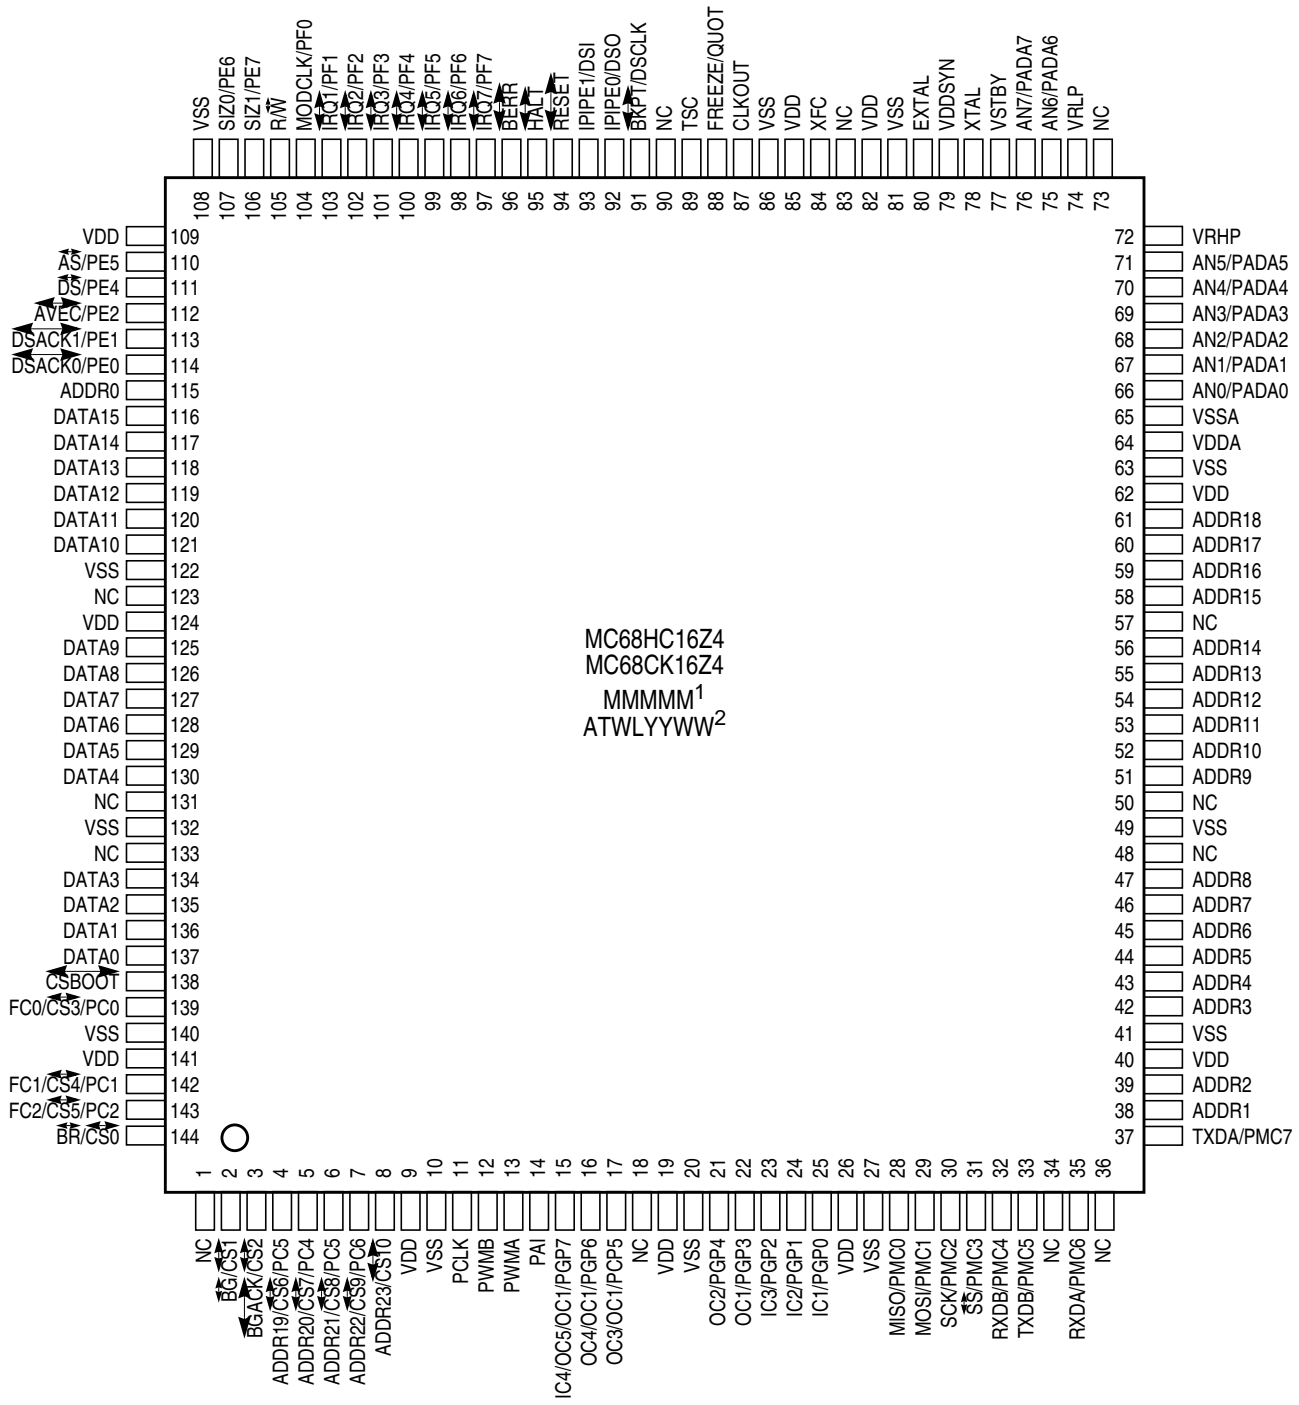 VSS
SIZ0/PE6
SIZ1/PE7
R/W
MODCLK/PF0
IRQ1/PF1
IRQ2/PF2
IRQ3/PF3
IRQ4/PF4
IRQ5/PF5
IRQ6/PF6
IRQ7/PF7
BERR
HALT
RESET
IPIPE1/DSI
IPIPE0/DSO
BKPT/DSCLK
NC
TSC
FREEZE/QUOT
CLKOUT
VSS
VDD
XFC
NC
VDD
VSS
EXTAL
VDDSYN
XTAL
VSTBY
AN7/PADA7
AN6/PADA6
VRLP
NC
108 107 106 105 104 103 102 101 100 99 98 97 96 95 94 93 92 91 90 89 88 87 86 85 84 83 82 81 80 79 78 77 76 75 74 73
VDD 109
AS/PE5 110
DS/PE4 111
AVEC/PE2 112
DSACK1/PE1 113
DSACK0/PE0 114
ADDR0 115
DATA15 116
DATA14 117
DATA13 118
DATA12 119
DATA11 120
DATA10 121
VSS 122
NC 123
VDD 124
DATA9 125
DATA8 126
DATA7 127
DATA6 128
DATA5 129
DATA4 130
NC 131
VSS 132
NC 133
DATA3 134
DATA2 135
DATA1 136
DATA0 137
CSBOOT 138
FC0/CS3/PC0 139
VSS 140
VDD 141
FC1/CS4/PC1 142
FC2/CS5/PC2 143
BR/CS0 144
MC68HC16Z4
MC68CK16Z4
MMMMM1
ATWLYYWW2
72 VRHP
71 AN5/PADA5
70 AN4/PADA4
69 AN3/PADA3
68 AN2/PADA2
67 AN1/PADA1
66 AN0/PADA0
65 VSSA
64 VDDA
63 VSS
62 VDD
61 ADDR18
60 ADDR17
59 ADDR16
58 ADDR15
57 NC
56 ADDR14
55 ADDR13
54 ADDR12
53 ADDR11
52 ADDR10
51 ADDR9
50 NC
49 VSS
48 NC
47 ADDR8
46 ADDR7
45 ADDR6
44 ADDR5
43 ADDR4
42 ADDR3
41 VSS
40 VDD
39 ADDR2
38 ADDR1
37 TXDA/PMC7
1 2 3 4 5 6 7 8 9 10 11 12 13 14 15 16 17 18 19 20 21 22 23 24 25 26 27 28 29 30 31 32 33 34 35 36
NC
BG/CS1
BGACK/CS2
ADDR19/CS6/PC5
ADDR20/CS7/PC4
ADDR21/CS8/PC5
ADDR22/CS9/PC6
ADDR23/CS10
VDD
VSS
PCLK
PWMB
PWMA
PAI
IC4/OC5/OC1/PGP7
OC4/OC1/PGP6
OC3/OC1/PCP5
NC
VDD
VSS
OC2/PGP4
OC1/PGP3
IC3/PGP2
IC2/PGP1
IC1/PGP0
VDD
VSS
MISO/PMC0
MOSI/PMC1
SCK/PMC2
SS/PMC3
RXDB/PMC4
TXDB/PMC5
NC
RXDA/PMC6
NC